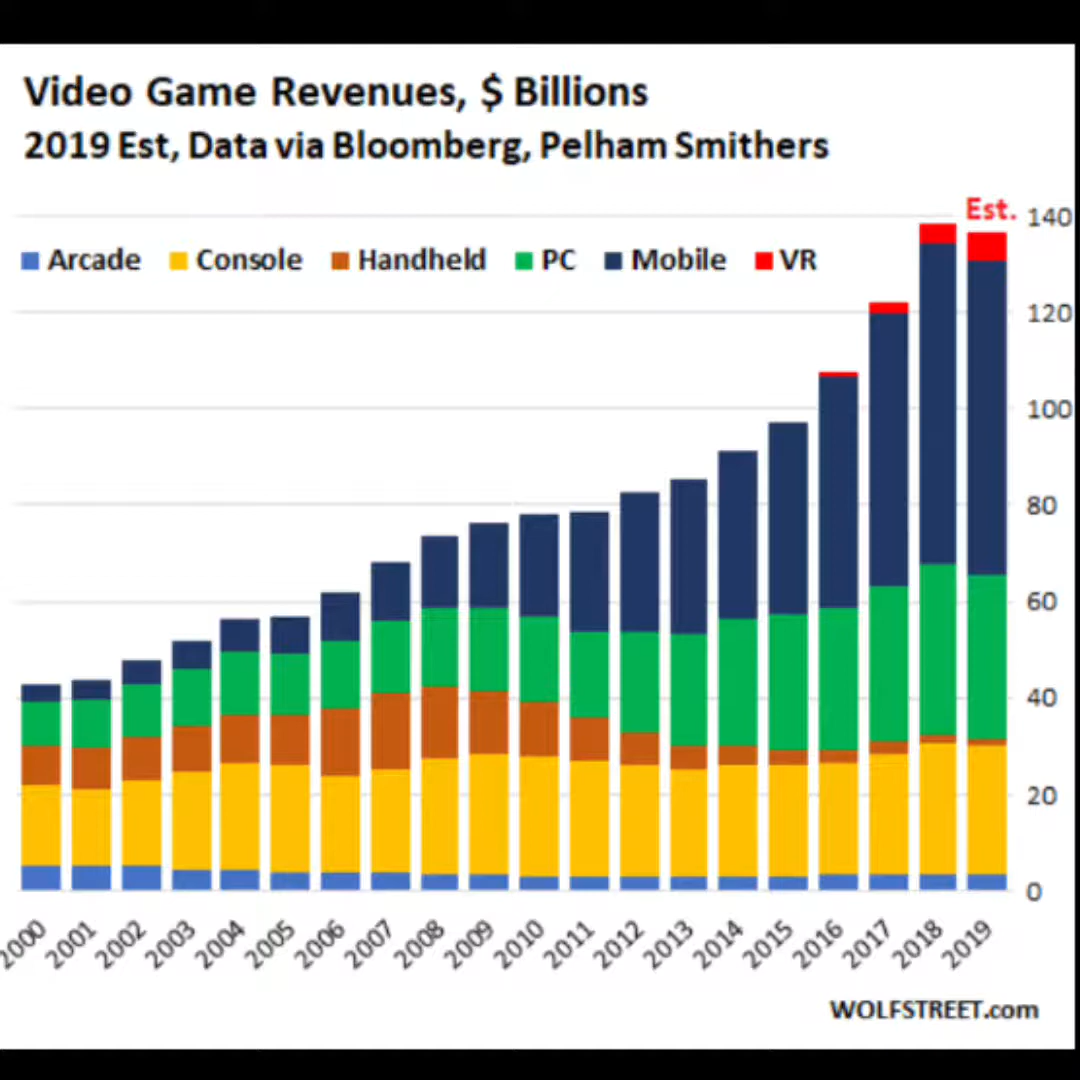 Video Game Revenues, $ Billions
2019 Est, Data via Bloomberg, Pelham Smithers
Est.
140
Arcade Console Handheld PC Mobile VR
120
100
80
60
40
20
0
2000 2001 2002 2003 2004 2005 2006 2007 2008 2009 2010 2011 2012 2013 2014 2015 2016 2017 2018 2019
WOLFSTREET.com